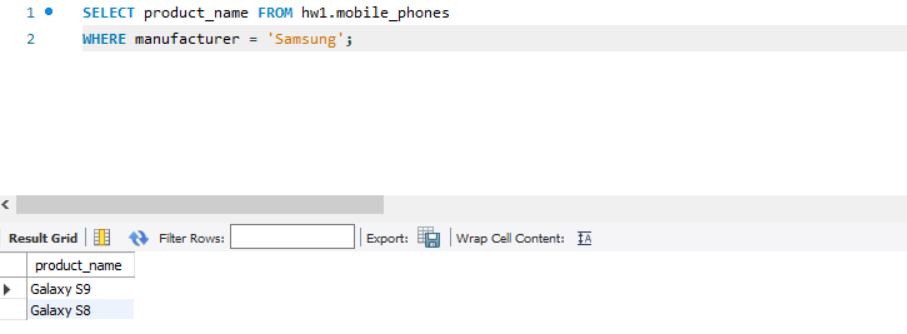 1 SELECT product_name FROM hw1.mobile_phones
2 WHERE manufacturer = 'Samsung';
Result Grid Filter Rows: Export: Wrap Cell Content: IA
product_name
Galaxy S9
Galaxy S8